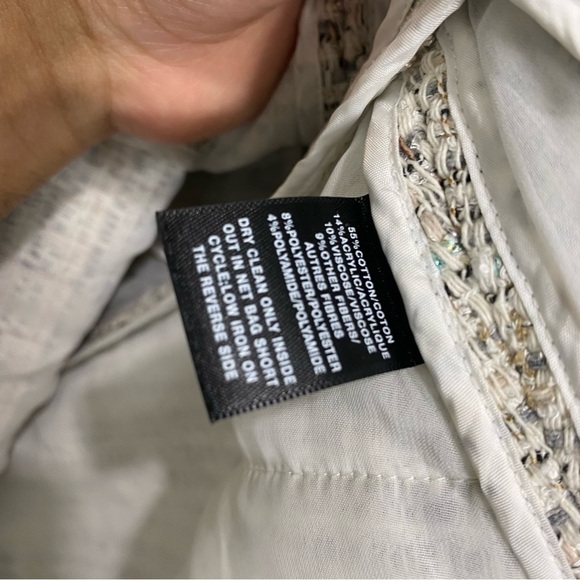 55%COTTON/COTON
14%ACRYLIC/ACRYLIQUE
10%VISCOSE/VISCOSE
9%OTHER FIBERS/
AUTRES FIBRES
8%POLYESTER/POLYESTER
4%POLYAMIDE/POLYAMIDE
DRY CLEAN ONLY INSIDE
OUT IN NET BAG SHORT
CYCLE:LOW IRON ON
THE REVERSE SIDE